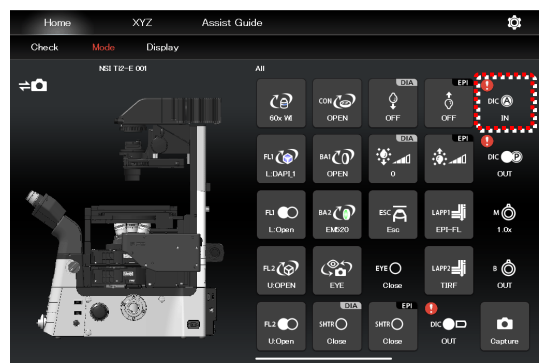 Home XYZ Assist Guide
Check Mode Display
NSI Ti2-E 001 All
DIA EPI
60x WI CON OPEN OFF OFF DIC A IN
DIA EPI
FL1 L:DAPI_1 BA1 OPEN 0 DIC P OUT
FL1 L:Open BA2 EM520 ESC Esc LAPP1 EPI-FL M 1.0x
FL2 U:OPEN EYE EYE Close LAPP2 TIRF B OUT
DIA EPI
FL2 U:Open SHTR Close SHTR Close DIC OUT Capture